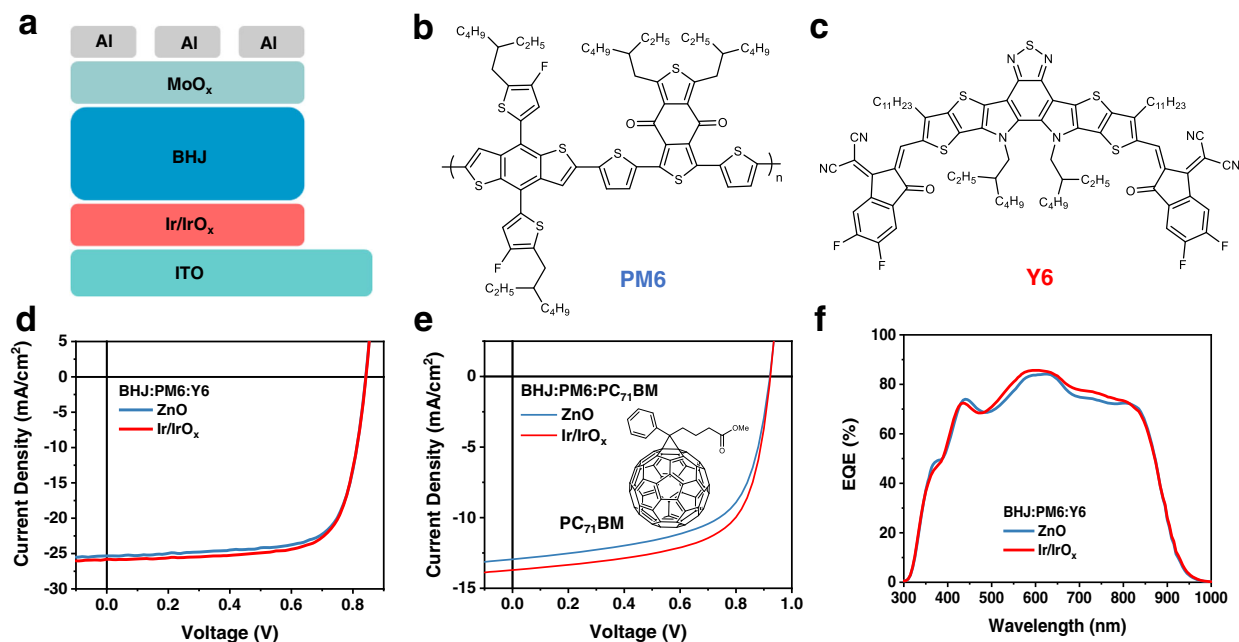 a
Al Al Al
MoOₓ
BHJ
Ir/IrOₓ
ITO
b
C₄H₉
C₂H₅
F
S
S
S
S
F
S
C₂H₅
C₄H₉
C₄H₉
C₂H₅
C₂H₅
C₄H₉
S
O
O
S
S
S
n
PM6
c
S
N N
C₁₁H₂₃
S
S
C₁₁H₂₃
S
S
N
N
NC
CN
O
C₂H₅
C₄H₉
C₂H₅
C₄H₉
O
CN
CN
F
F
F
F
Y6
d
Current Density (mA/cm²)
5
0
-5
-10
-15
-20
-25
-30
BHJ:PM6:Y6
ZnO
Ir/IrOₓ
0.0 0.2 0.4 0.6 0.8
Voltage (V)
e
Current Density (mA/cm²)
0
-5
-10
-15
BHJ:PM6:PC₇₁BM
ZnO
Ir/IrOₓ
OMe
O
PC₇₁BM
0.0 0.2 0.4 0.6 0.8 1.0
Voltage (V)
f
EQE (%)
100
80
60
40
20
0
BHJ:PM6:Y6
ZnO
Ir/IrOₓ
300 400 500 600 700 800 900 1000
Wavelength (nm)